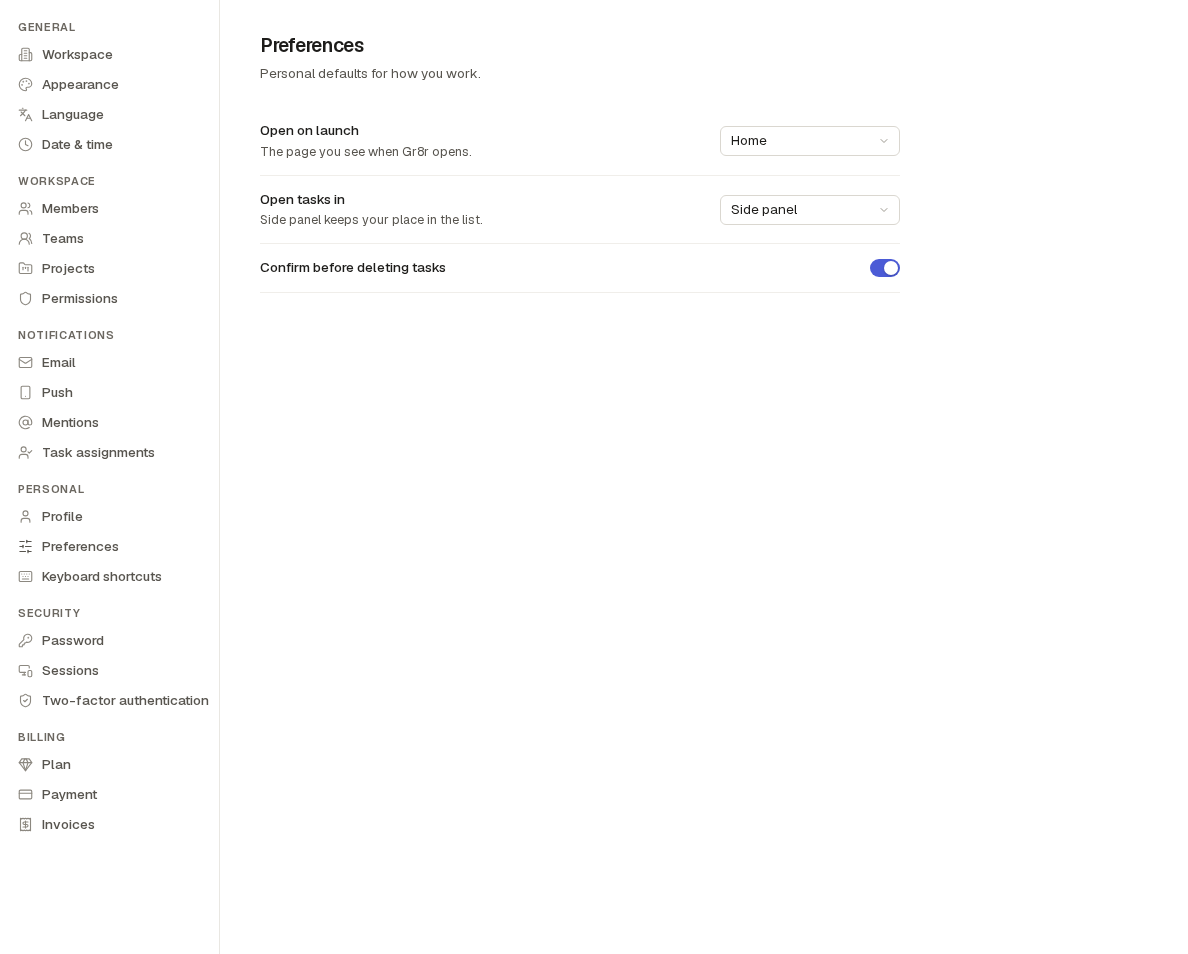 GENERAL
Workspace
Appearance
Language
Date & time
WORKSPACE
Members
Teams
Projects
Permissions
NOTIFICATIONS
Email
Push
Mentions
Task assignments
PERSONAL
Profile
Preferences
Keyboard shortcuts
SECURITY
Password
Sessions
Two-factor authentication
BILLING
Plan
Payment
Invoices
Preferences
Personal defaults for how you work.
Open on launch
The page you see when Gr8r opens.
Home
Open tasks in
Side panel keeps your place in the list.
Side panel
Confirm before deleting tasks